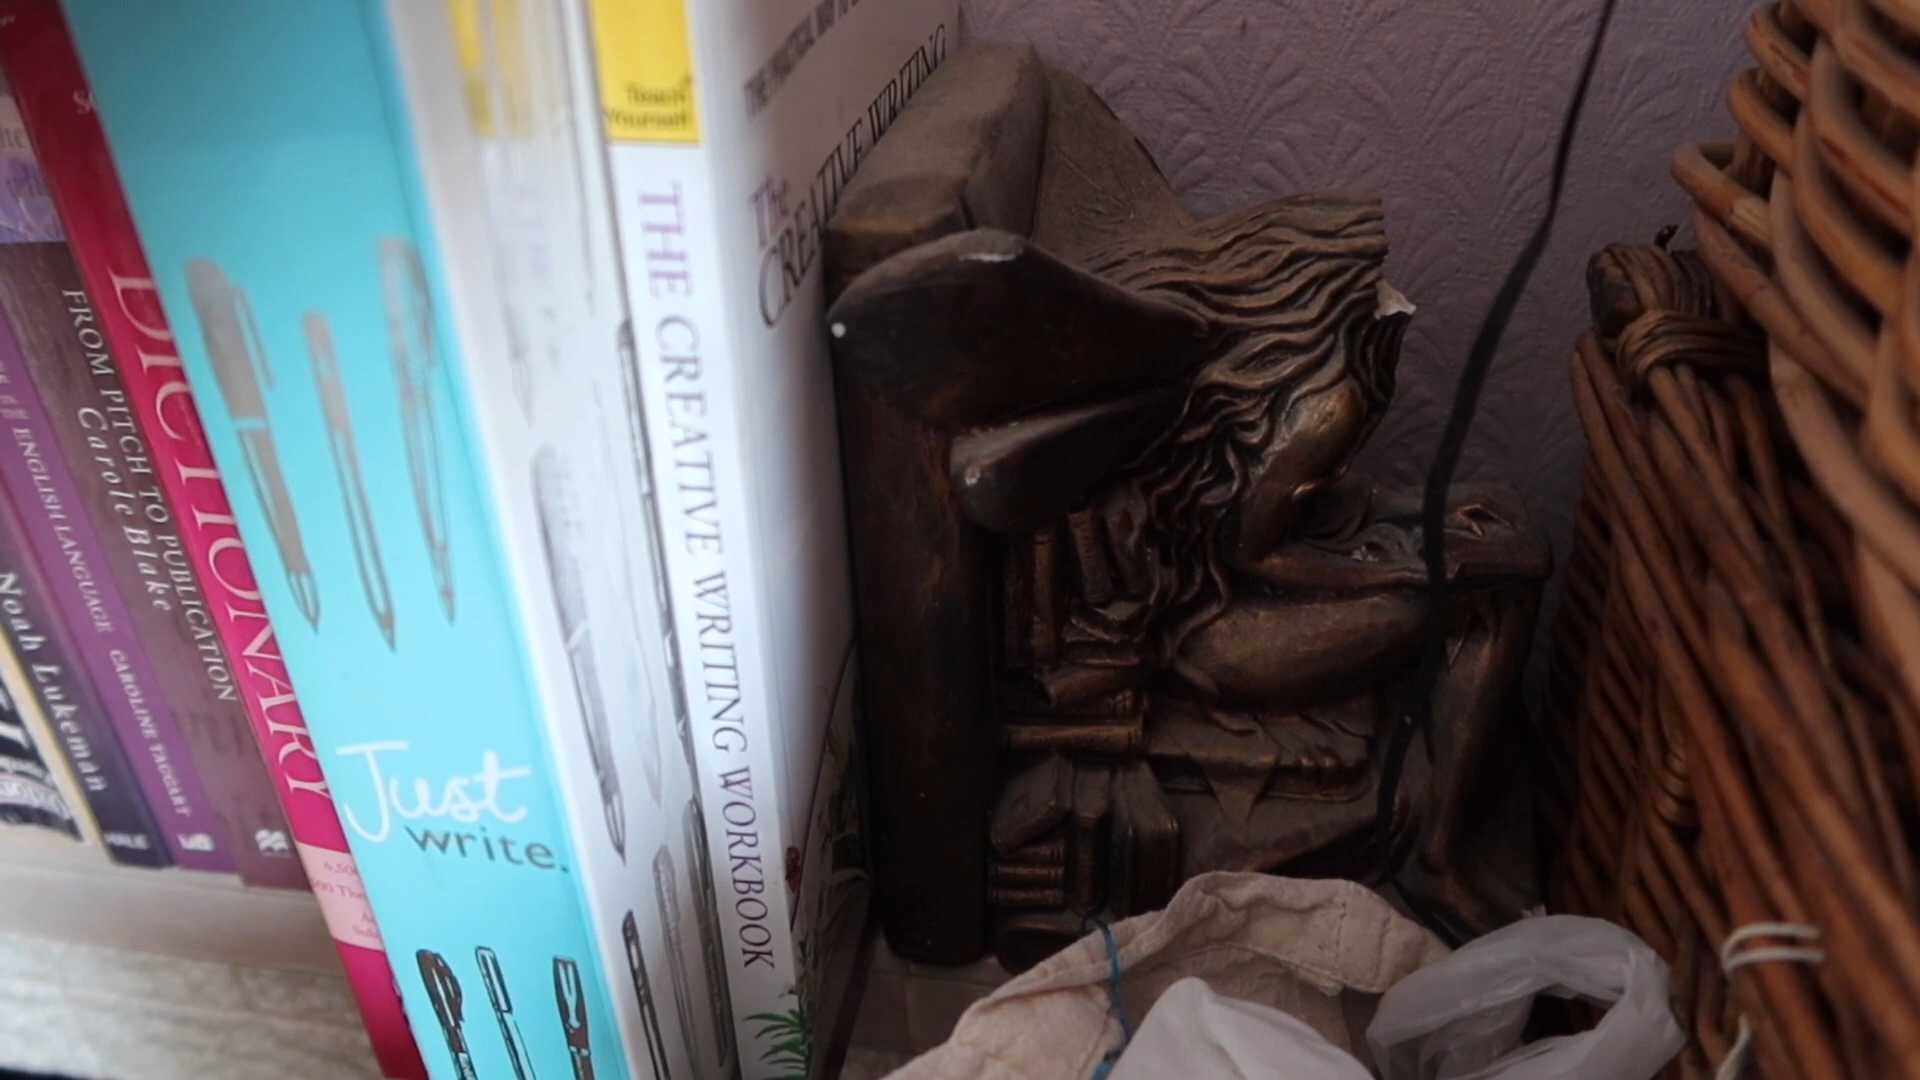 Noah Lukeman
HALE
ENGLISH LANGUAGE
CAROLINE TAGGART
FROM PITCH TO PUBLICATION
Carole Blake
DICTIONARY
Just
write.
Teach
Yourself
THE CREATIVE WRITING WORKBOOK
The
CREATIVE WRITING